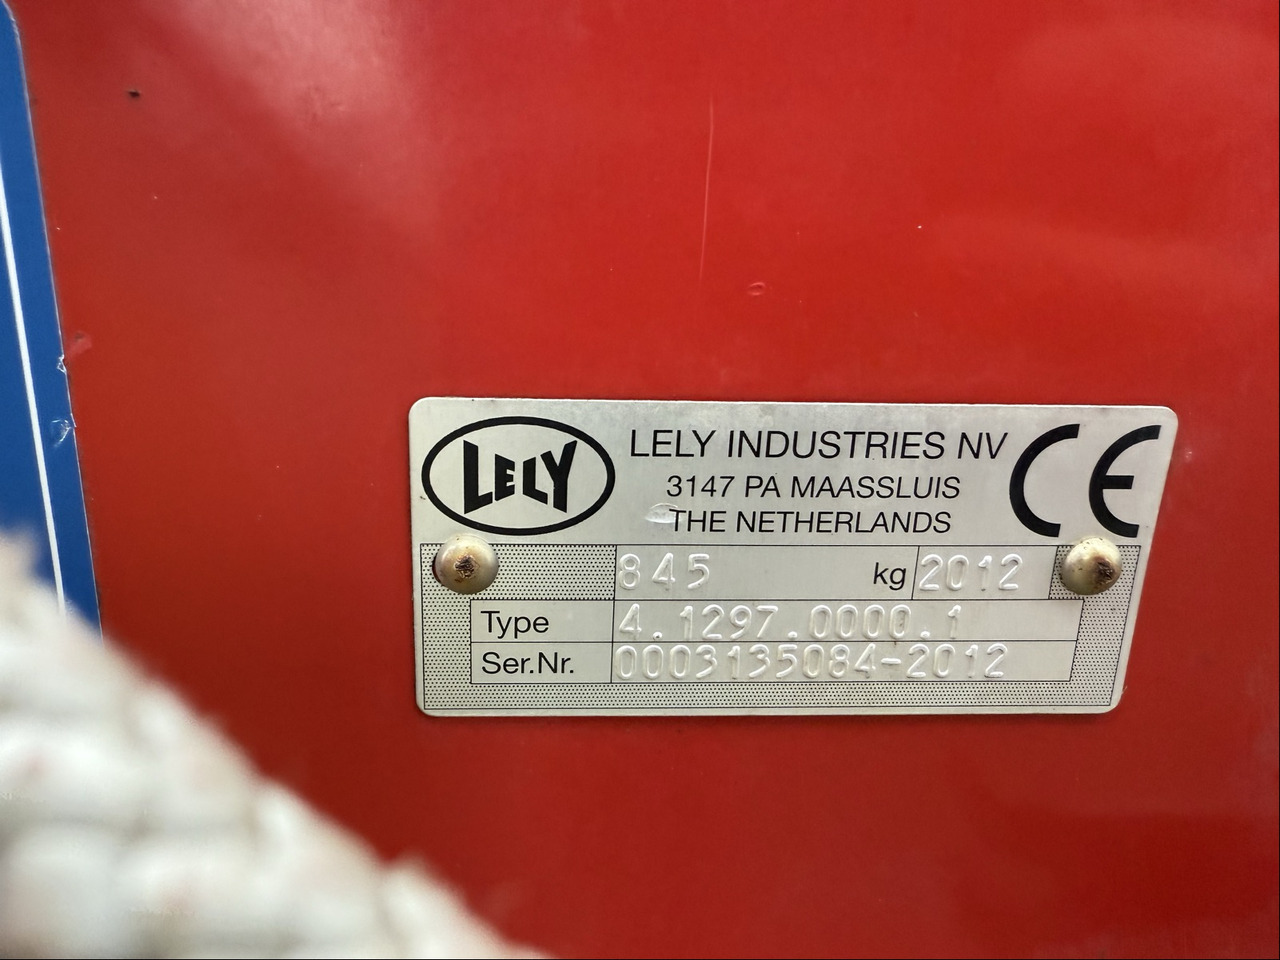 LELY
LELY INDUSTRIES NV
3147 PA MAASSLUIS
THE NETHERLANDS
CE
845 kg 2012
Type 4.1297.0000.1
Ser.Nr. 0003135084-2012